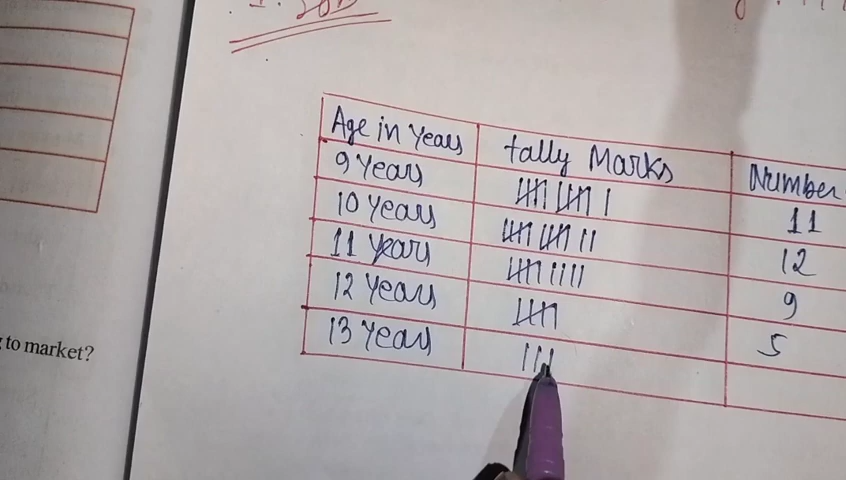 to market?
Age in Years tally Marks Number
9 Years 𝍸 𝍸 | 11
10 Years 𝍸 𝍸 || 12
11 Years 𝍸 |||| 9
12 Years 𝍸 5
13 Years |||